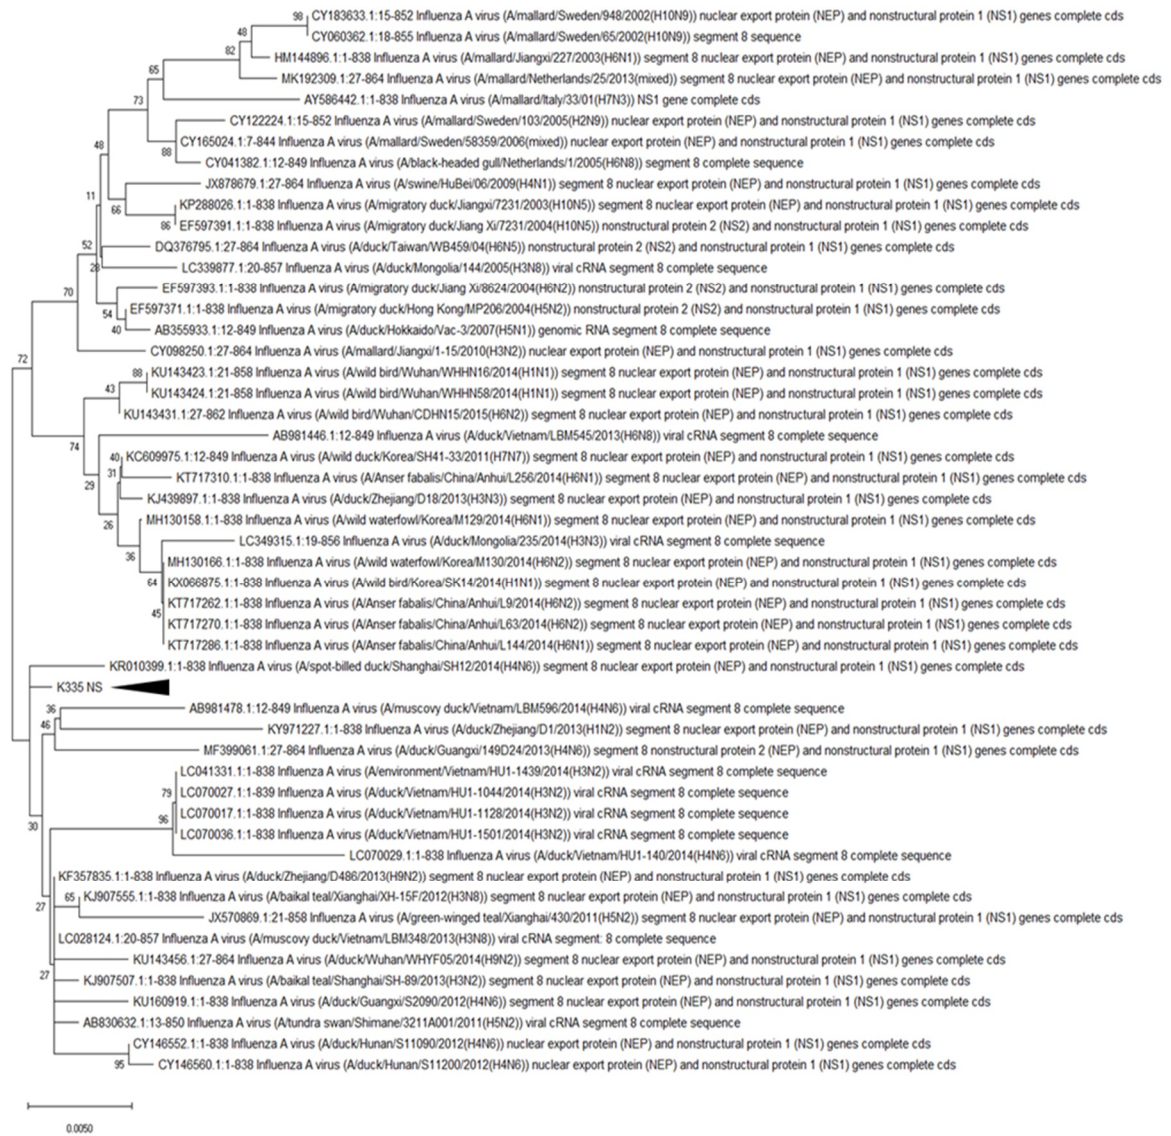 98 CY183633.1:15-852 Influenza A virus (A/mallard/Sweden/948/2002(H10N9)) nuclear export protein (NEP) and nonstructural protein 1 (NS1) genes complete cds
48 CY060362.1:18-855 Influenza A virus (A/mallard/Sweden/65/2002(H10N9)) segment 8 sequence
82 HM144896.1:1-838 Influenza A virus (A/mallard/Jiangxi/227/2003(H6N1)) segment 8 nuclear export protein (NEP) and nonstructural protein 1 (NS1) genes complete cds
65 MK192309.1:27-864 Influenza A virus (A/mallard/Netherlands/25/2013(mixed)) segment 8 nuclear export protein (NEP) and nonstructural protein 1 (NS1) genes complete cds
73 AY586442.1:1-838 Influenza A virus (A/mallard/Italy/33/01(H7N3)) NS1 gene complete cds
CY122224.1:15-852 Influenza A virus (A/mallard/Sweden/103/2005(H2N9)) nuclear export protein (NEP) and nonstructural protein 1 (NS1) genes complete cds
48 CY165024.1:7-844 Influenza A virus (A/mallard/Sweden/58359/2006(mixed)) nuclear export protein (NEP) and nonstructural protein 1 (NS1) genes complete cds
88 CY041382.1:12-849 Influenza A virus (A/black-headed gull/Netherlands/1/2005(H6N8)) segment 8 complete sequence
JX878679.1:27-864 Influenza A virus (A/swine/HuBei/06/2009(H4N1)) segment 8 nuclear export protein (NEP) and nonstructural protein 1 (NS1) genes complete cds
11 66 KP288026.1:1-838 Influenza A virus (A/migratory duck/Jiangxi/7231/2003(H10N5)) segment 8 nuclear export protein (NEP) and nonstructural protein 1 (NS1) genes complete cds
86 EF597391.1:1-838 Influenza A virus (A/migratory duck/Jiang Xi/7231/2004(H10N5)) nonstructural protein 2 (NS2) and nonstructural protein 1 (NS1) genes complete cds
52 DQ376795.1:27-864 Influenza A virus (A/duck/Taiwan/WB459/04(H6N5)) nonstructural protein 2 (NS2) and nonstructural protein 1 (NS1) genes complete cds
28 LC339877.1:20-857 Influenza A virus (A/duck/Mongolia/144/2005(H3N8)) viral cRNA segment 8 complete sequence
70 EF597393.1:1-838 Influenza A virus (A/migratory duck/Jiang Xi/8624/2004(H6N2)) nonstructural protein 2 (NS2) and nonstructural protein 1 (NS1) genes complete cds
54 EF597371.1:1-838 Influenza A virus (A/migratory duck/Hong Kong/MP206/2004(H5N2)) nonstructural protein 2 (NS2) and nonstructural protein 1 (NS1) genes complete cds
40 AB355933.1:12-849 Influenza A virus (A/duck/Hokkaido/Vac-3/2007(H5N1)) genomic RNA segment 8 complete sequence
72 CY098250.1:27-864 Influenza A virus (A/mallard/Jiangxi/1-15/2010(H3N2)) nuclear export protein (NEP) and nonstructural protein 1 (NS1) genes complete cds
88 KU143423.1:21-858 Influenza A virus (A/wild bird/Wuhan/WHHN16/2014(H1N1)) segment 8 nuclear export protein (NEP) and nonstructural protein 1 (NS1) genes complete cds
43 KU143424.1:21-858 Influenza A virus (A/wild bird/Wuhan/WHHN58/2014(H1N1)) segment 8 nuclear export protein (NEP) and nonstructural protein 1 (NS1) genes complete cds
KU143431.1:27-862 Influenza A virus (A/wild bird/Wuhan/CDHN15/2015(H6N2)) segment 8 nuclear export protein (NEP) and nonstructural protein 1 (NS1) genes complete cds
74 AB981446.1:12-849 Influenza A virus (A/duck/Vietnam/LBM545/2013(H6N8)) viral cRNA segment 8 complete sequence
40 KC609975.1:12-849 Influenza A virus (A/wild duck/Korea/SH41-33/2011(H7N7)) segment 8 nuclear export protein (NEP) and nonstructural protein 1 (NS1) genes complete cds
31 KT717310.1:1-838 Influenza A virus (A/Anser fabalis/China/Anhui/L256/2014(H6N1)) segment 8 nuclear export protein (NEP) and nonstructural protein 1 (NS1) genes complete cds
29 KJ439897.1:1-838 Influenza A virus (A/duck/Zhejiang/D18/2013(H3N3)) segment 8 nuclear export protein (NEP) and nonstructural protein 1 (NS1) genes complete cds
26 MH130158.1:1-838 Influenza A virus (A/wild waterfowl/Korea/M129/2014(H6N1)) segment 8 nuclear export protein (NEP) and nonstructural protein 1 (NS1) genes complete cds
LC349315.1:19-856 Influenza A virus (A/duck/Mongolia/235/2014(H3N3)) viral cRNA segment 8 complete sequence
36 MH130166.1:1-838 Influenza A virus (A/wild waterfowl/Korea/M130/2014(H6N2)) segment 8 nuclear export protein (NEP) and nonstructural protein 1 (NS1) genes complete cds
64 KX066875.1:1-838 Influenza A virus (A/wild bird/Korea/SK14/2014(H1N1)) segment 8 nuclear export protein (NEP) and nonstructural protein 1 (NS1) genes complete cds
KT717262.1:1-838 Influenza A virus (A/Anser fabalis/China/Anhui/L9/2014(H6N2)) segment 8 nuclear export protein (NEP) and nonstructural protein 1 (NS1) genes complete cds
45 KT717270.1:1-838 Influenza A virus (A/Anser fabalis/China/Anhui/L63/2014(H6N2)) segment 8 nuclear export protein (NEP) and nonstructural protein 1 (NS1) genes complete cds
KT717286.1:1-838 Influenza A virus (A/Anser fabalis/China/Anhui/L144/2014(H6N1)) segment 8 nuclear export protein (NEP) and nonstructural protein 1 (NS1) genes complete cds
KR010399.1:1-838 Influenza A virus (A/spot-billed duck/Shanghai/SH12/2014(H4N6)) segment 8 nuclear export protein (NEP) and nonstructural protein 1 (NS1) genes complete cds
K335 NS
36 AB981478.1:12-849 Influenza A virus (A/muscovy duck/Vietnam/LBM596/2014(H4N6)) viral cRNA segment 8 complete sequence
46 KY971227.1:1-838 Influenza A virus (A/duck/Zhejiang/D1/2013(H1N2)) segment 8 nuclear export protein (NEP) and nonstructural protein 1 (NS1) genes complete cds
MF399061.1:27-864 Influenza A virus (A/duck/Guangxi/149D24/2013(H4N6)) segment 8 nonstructural protein 2 (NEP) and nonstructural protein 1 (NS1) genes complete cds
LC041331.1:1-838 Influenza A virus (A/environment/Vietnam/HU1-1439/2014(H3N2)) viral cRNA segment 8 complete sequence
79 LC070027.1:1-839 Influenza A virus (A/duck/Vietnam/HU1-1044/2014(H3N2)) viral cRNA segment 8 complete sequence
96 LC070017.1:1-838 Influenza A virus (A/duck/Vietnam/HU1-1128/2014(H3N2)) viral cRNA segment 8 complete sequence
30 LC070036.1:1-838 Influenza A virus (A/duck/Vietnam/HU1-1501/2014(H3N2)) viral cRNA segment 8 complete sequence
LC070029.1:1-838 Influenza A virus (A/duck/Vietnam/HU1-140/2014(H4N6)) viral cRNA segment 8 complete sequence
KF357835.1:1-838 Influenza A virus (A/duck/Zhejiang/D486/2013(H9N2)) segment 8 nuclear export protein (NEP) and nonstructural protein 1 (NS1) genes complete cds
27 65 KJ907555.1:1-838 Influenza A virus (A/baikal teal/Xianghai/XH-15F/2012(H3N8)) segment 8 nuclear export protein (NEP) and nonstructural protein 1 (NS1) genes complete cds
JX570869.1:21-858 Influenza A virus (A/green-winged teal/Xianghai/430/2011(H5N2)) segment 8 nuclear export protein (NEP) and nonstructural protein 1 (NS1) genes complete cds
LC028124.1:20-857 Influenza A virus (A/muscovy duck/Vietnam/LBM348/2013(H3N8)) viral cRNA segment: 8 complete sequence
KU143456.1:27-864 Influenza A virus (A/duck/Wuhan/WHYF05/2014(H9N2)) segment 8 nuclear export protein (NEP) and nonstructural protein 1 (NS1) genes complete cds
27 KJ907507.1:1-838 Influenza A virus (A/baikal teal/Shanghai/SH-89/2013(H3N2)) segment 8 nuclear export protein (NEP) and nonstructural protein 1 (NS1) genes complete cds
KU160919.1:1-838 Influenza A virus (A/duck/Guangxi/S2090/2012(H4N6)) segment 8 nuclear export protein (NEP) and nonstructural protein 1 (NS1) genes complete cds
AB830632.1:13-850 Influenza A virus (A/tundra swan/Shimane/3211A001/2011(H5N2)) viral cRNA segment 8 complete sequence
CY146552.1:1-838 Influenza A virus (A/duck/Hunan/S11090/2012(H4N6)) nuclear export protein (NEP) and nonstructural protein 1 (NS1) genes complete cds
95 CY146560.1:1-838 Influenza A virus (A/duck/Hunan/S11200/2012(H4N6)) nuclear export protein (NEP) and nonstructural protein 1 (NS1) genes complete cds
0.0050